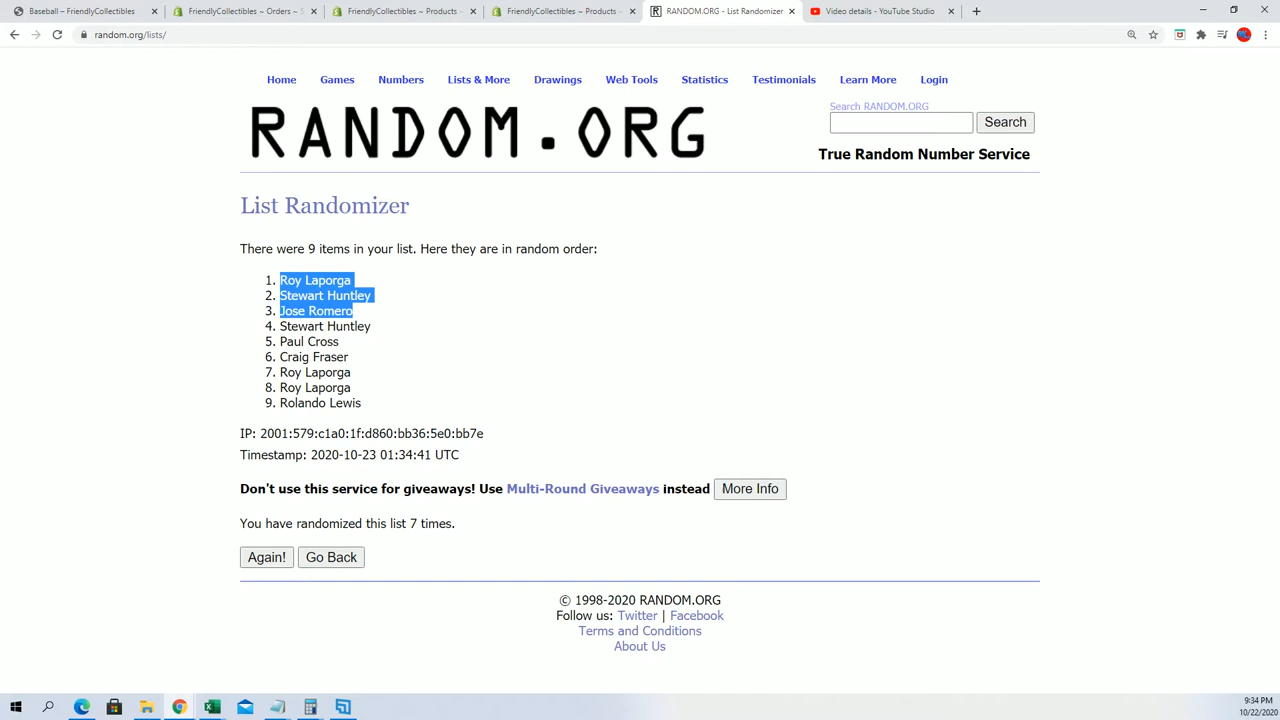 Baseball – FriendlyCollectibles
FriendlyCollectibles ~ Orders ~ S
FriendlyCollectibles ~ Products ~
FriendlyCollectibles ~ Products ~
RANDOM.ORG - List Randomizer
Video details - YouTube Studio
random.org/lists/
Home Games Numbers Lists & More Drawings Web Tools Statistics Testimonials Learn More Login
RANDOM.ORG
Search RANDOM.ORG
Search
True Random Number Service
List Randomizer
There were 9 items in your list. Here they are in random order:
1. Roy Laporga
2. Stewart Huntley
3. Jose Romero
4. Stewart Huntley
5. Paul Cross
6. Craig Fraser
7. Roy Laporga
8. Roy Laporga
9. Rolando Lewis
IP: 2001:579:c1a0:1f:d860:bb36:5e0:bb7e
Timestamp: 2020-10-23 01:34:41 UTC
Don't use this service for giveaways! Use Multi-Round Giveaways instead More Info
You have randomized this list 7 times.
Again! Go Back
© 1998-2020 RANDOM.ORG
Follow us: Twitter | Facebook
Terms and Conditions
About Us
9:34 PM
10/22/2020